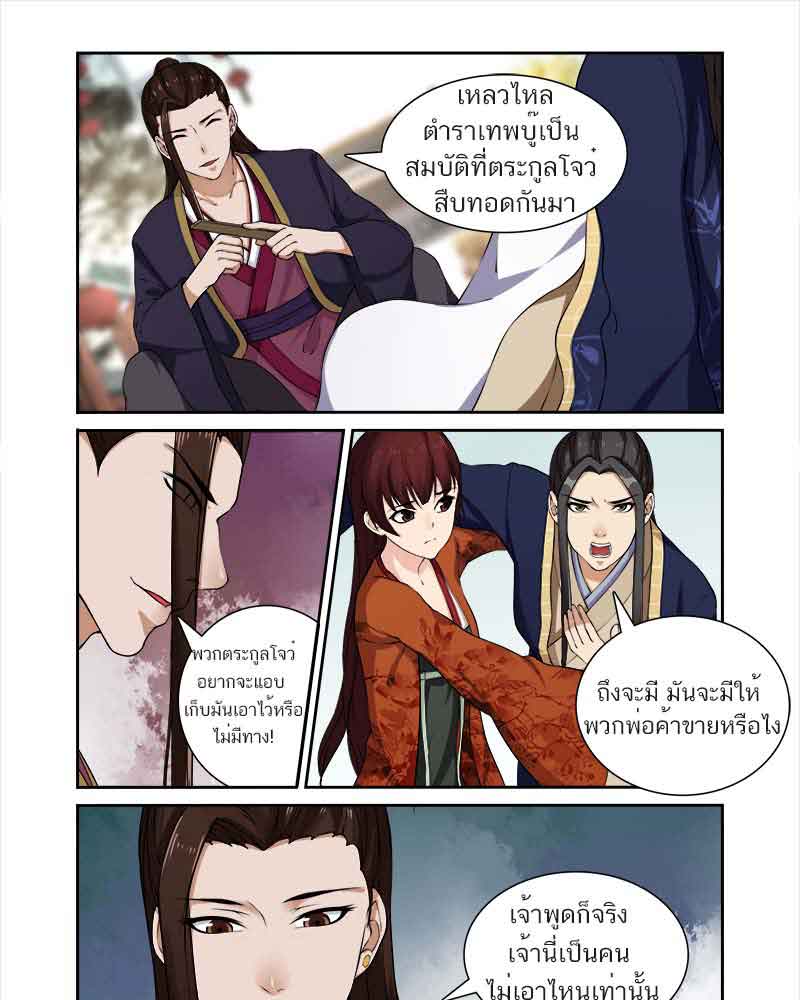 เหลวไหล
ตำราเทพบู๊เป็น
สมบัติที่ตระกูลโจว๋
สืบทอดกันมา
พวกตระกูลโจว๋
อยากจะแอบ
เก็บมันเอาไว้หรือ
ไม่มีทาง!
ถึงจะมี มันจะมีให้
พวกพ่อค้าขายหรือไง
เจ้าพูดก็จริง
เจ้านี่เป็นคน
ไม่เอาไหนเท่านั้น